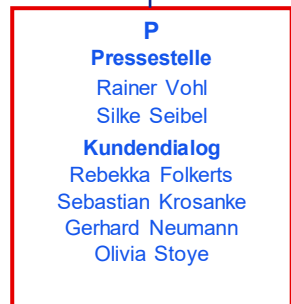 P
Pressestelle
Rainer Vohl
Silke Seibel
Kundendialog
Rebekka Folkerts
Sebastian Krosanke
Gerhard Neumann
Olivia Stoye